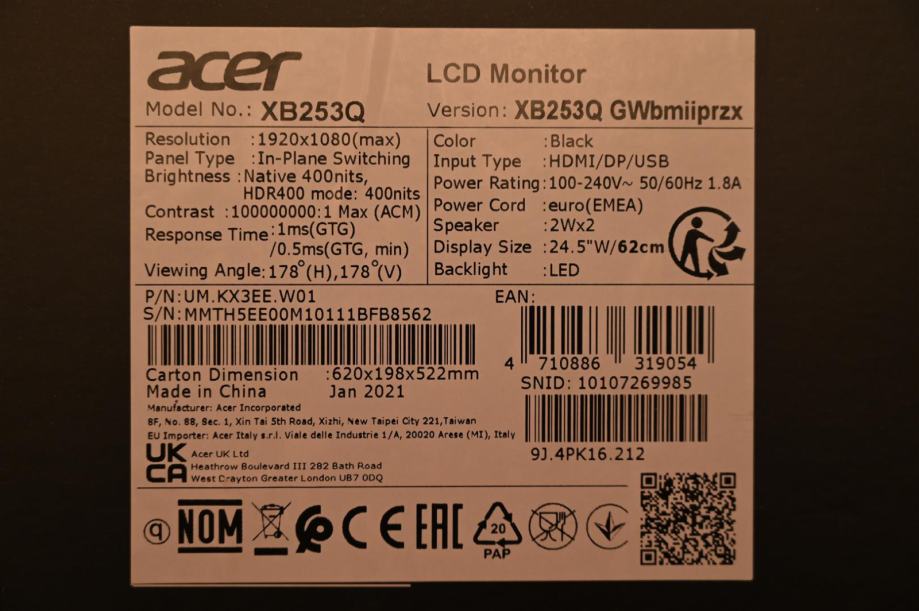 acer
LCD Monitor
Model No.: XB253Q
Version: XB253Q GWbmiiprzx
Resolution :1920x1080(max)
Panel Type :In-Plane Switching
Brightness :Native 400nits,
HDR400 mode: 400nits
Contrast :100000000:1 Max (ACM)
Response Time:1ms(GTG)
/0.5ms(GTG, min)
Viewing Angle:178°(H),178°(V)
Color :Black
Input Type :HDMI/DP/USB
Power Rating:100-240V~ 50/60Hz 1.8A
Power Cord :euro(EMEA)
Speaker :2Wx2
Display Size :24.5"W/62cm
Backlight :LED
P/N:UM.KX3EE.W01
S/N:MMTH5EE00M10111BFB8562
Carton Dimension :620x198x522mm
Made in China Jan 2021
Manufacturer: Acer Incorporated
8F, No. 88, Sec. 1, Xin Tai 5th Road, Xizhi, New Taipei City 221,Taiwan
EU Importer: Acer Italy s.r.l. Viale delle Industrie 1/A, 20020 Arese (MI), Italy
UK
CA
Acer UK Ltd
Heathrow Boulevard III 282 Bath Road
West Drayton Greater London UB7 0DQ
EAN:
4 710886 319054
SNID: 10107269985
9J.4PK16.212
q NOM CE EAC 20
PAP